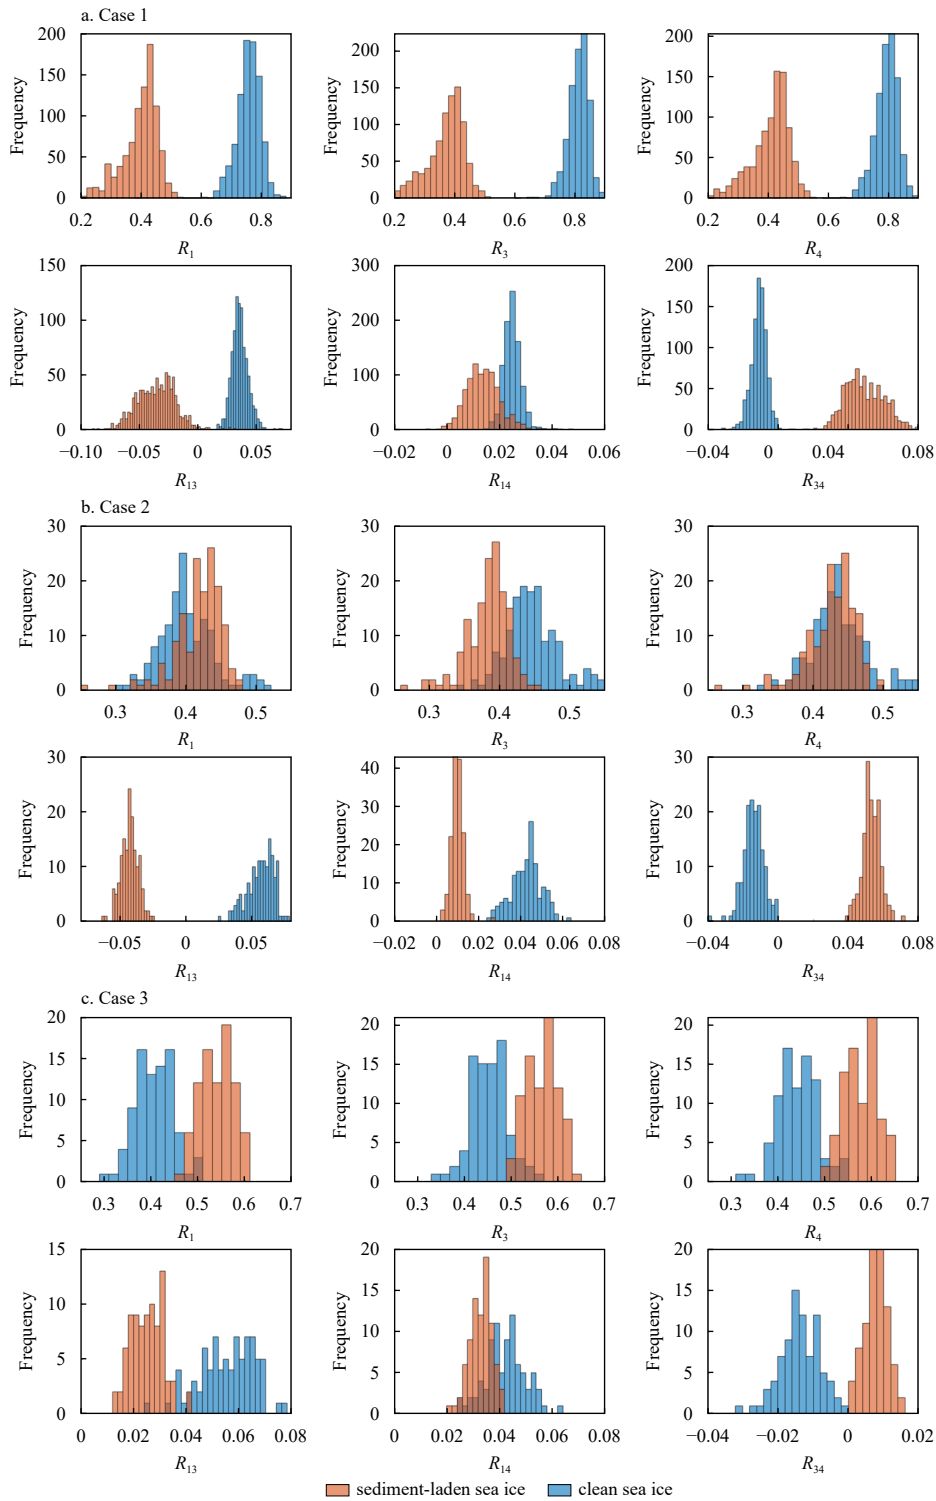 a. Case 1
200
150
100
50
0
Frequency
0.2 0.4 0.6 0.8
R1
200
150
100
50
0
Frequency
0.2 0.4 0.6 0.8
R3
200
150
100
50
0
Frequency
0.2 0.4 0.6 0.8
R4
150
100
50
0
Frequency
−0.10 −0.05 0 0.05
R13
300
200
100
0
Frequency
−0.02 0 0.02 0.04 0.06
R14
200
150
100
50
0
Frequency
−0.04 0 0.04 0.08
R34
b. Case 2
30
20
10
0
Frequency
0.3 0.4 0.5
R1
30
20
10
0
Frequency
0.3 0.4 0.5
R3
30
20
10
0
Frequency
0.3 0.4 0.5
R4
30
20
10
0
Frequency
−0.05 0 0.05
R13
40
30
20
10
0
Frequency
−0.02 0 0.02 0.04 0.06 0.08
R14
30
20
10
0
Frequency
−0.04 0 0.04 0.08
R34
c. Case 3
20
15
10
5
0
Frequency
0.3 0.4 0.5 0.6 0.7
R1
20
15
10
5
0
Frequency
0.3 0.4 0.5 0.6 0.7
R3
20
15
10
5
0
Frequency
0.3 0.4 0.5 0.6 0.7
R4
15
10
5
0
Frequency
0 0.02 0.04 0.06 0.08
R13
20
15
10
5
0
Frequency
0 0.02 0.04 0.06 0.08
R14
20
15
10
5
0
Frequency
−0.04 −0.02 0 0.02
R34
sediment-laden sea ice clean sea ice